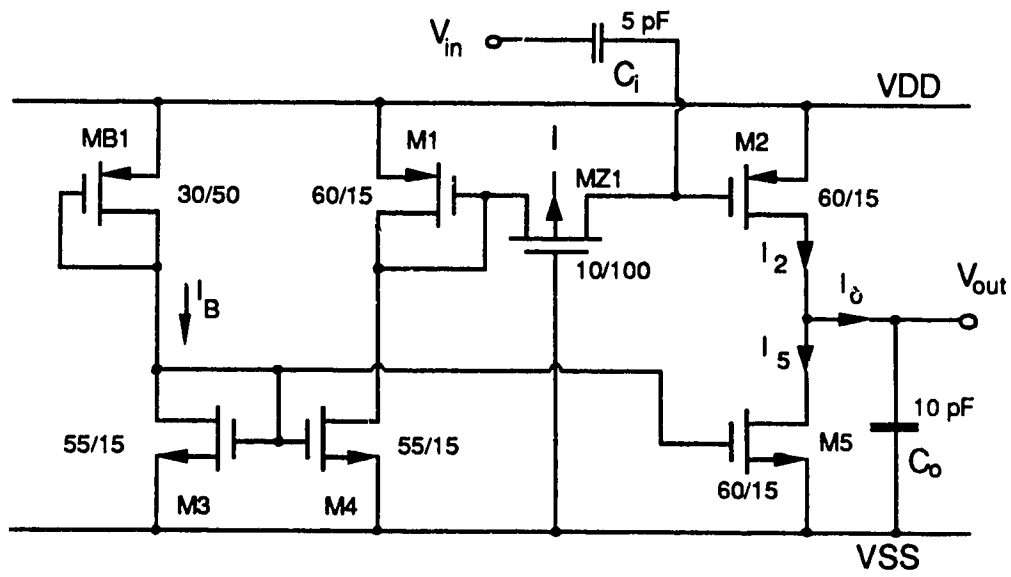 5 pF
V_in
C_i
VDD
MB1
M1
M2
30/50
60/15
MZ1
60/15
10/100
I_2
I_B
I_o
V_out
I_5
55/15
55/15
M5
10 pF
C_o
60/15
M3
M4
VSS